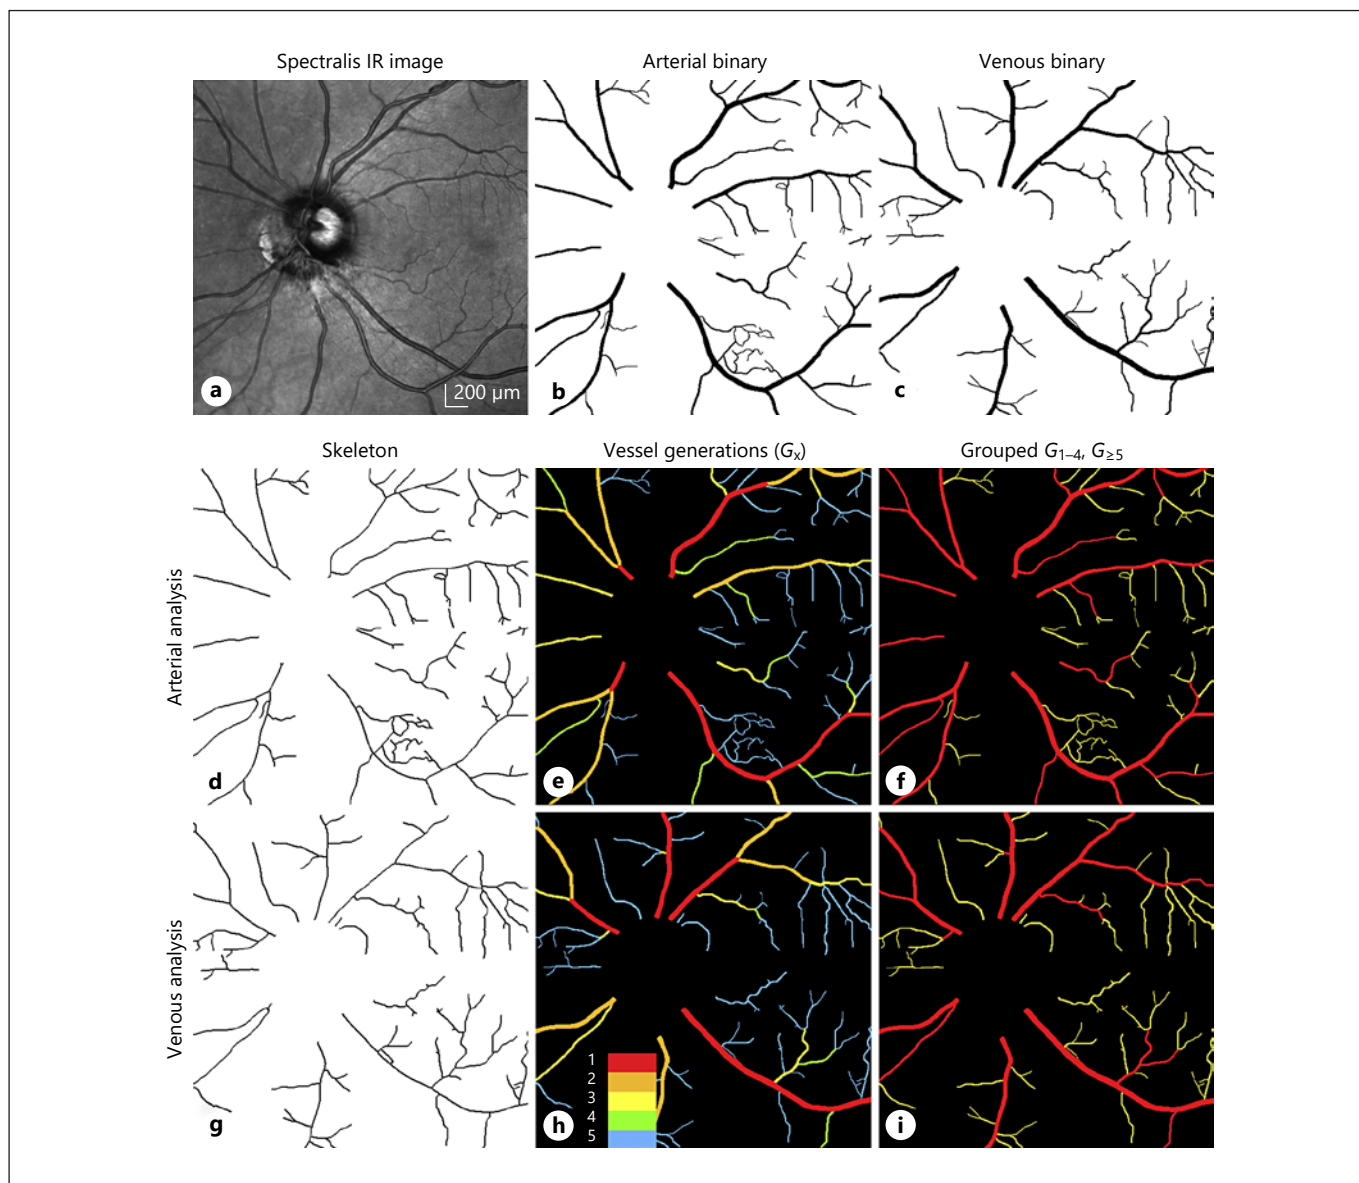 Spectralis IR image
Arterial binary
Venous binary
200 µm
a
b
c
Skeleton
Vessel generations (Gx)
Grouped G1–4, G≥5
Arterial analysis
d
e
f
Venous analysis
1
2
3
4
5
g
h
i